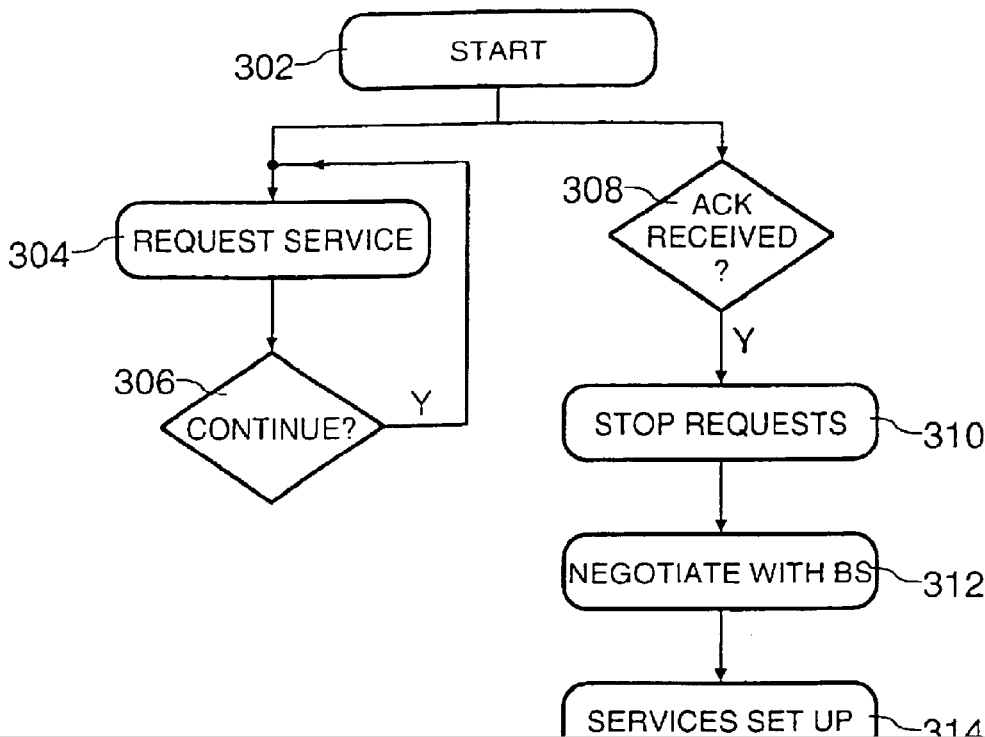 302
START
308
ACK
RECEIVED
?
304
REQUEST SERVICE
Y
306
CONTINUE?
Y
STOP REQUESTS
310
NEGOTIATE WITH BS
312
SERVICES SET UP
314